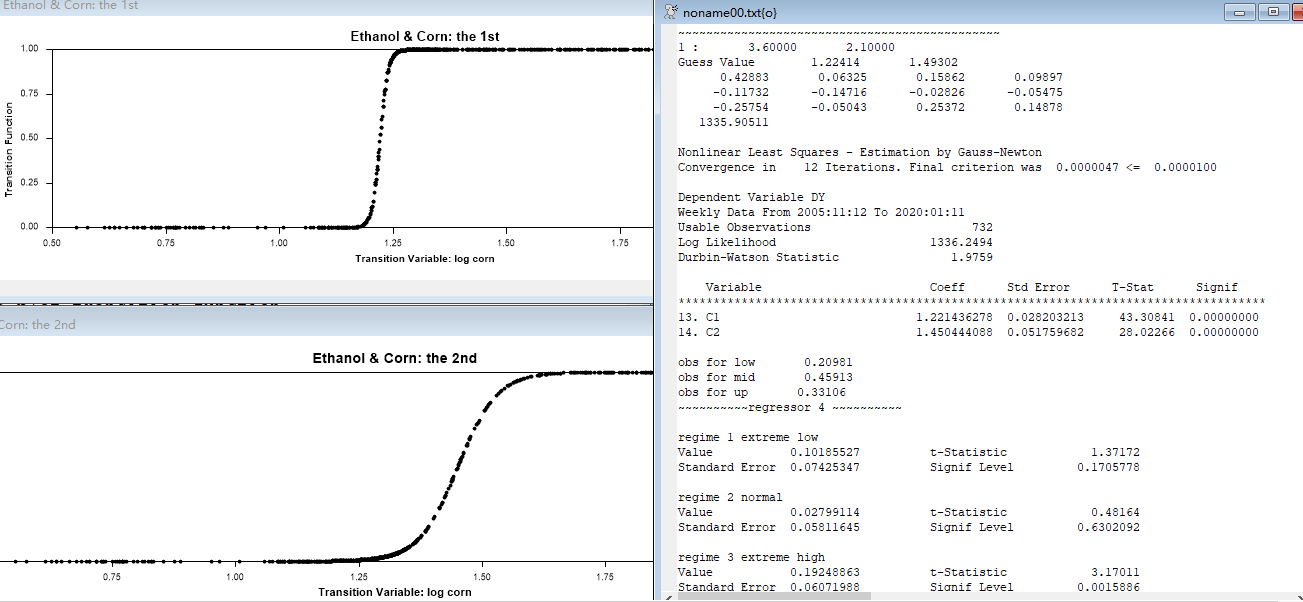 Ethanol & Corn: the 1st
Ethanol & Corn: the 1st
1.00
0.75
0.50
0.25
0.00
Transition Function
0.50 0.75 1.00 1.25 1.50 1.75
Transition Variable: log corn
Corn: the 2nd
Ethanol & Corn: the 2nd
0.75 1.00 1.25 1.50 1.75
Transition Variable: log corn
noname00.txt{o}
~~~~~~~~~~~~~~~~~~~~~~~~~~~~~~~~~~~~~~~~~~~~~~
1 : 3.60000 2.10000
Guess Value 1.22414 1.49302
0.42883 0.06325 0.15862 0.09897
-0.11732 -0.14716 -0.02826 -0.05475
-0.25754 -0.05043 0.25372 0.14878
1335.90511
Nonlinear Least Squares - Estimation by Gauss-Newton
Convergence in 12 Iterations. Final criterion was 0.0000047 <= 0.0000100
Dependent Variable DY
Weekly Data From 2005:11:12 To 2020:01:11
Usable Observations 732
Log Likelihood 1336.2494
Durbin-Watson Statistic 1.9759
Variable Coeff Std Error T-Stat Signif
************************************************************************************
13. C1 1.221436278 0.028203213 43.30841 0.00000000
14. C2 1.450444088 0.051759682 28.02266 0.00000000
obs for low 0.20981
obs for mid 0.45913
obs for up 0.33106
~~~~~~~~~~regressor 4 ~~~~~~~~~~
regime 1 extreme low
Value 0.10185527 t-Statistic 1.37172
Standard Error 0.07425347 Signif Level 0.1705778
regime 2 normal
Value 0.02799114 t-Statistic 0.48164
Standard Error 0.05811645 Signif Level 0.6302092
regime 3 extreme high
Value 0.19248863 t-Statistic 3.17011
Standard Error 0.06071988 Signif Level 0.0015886